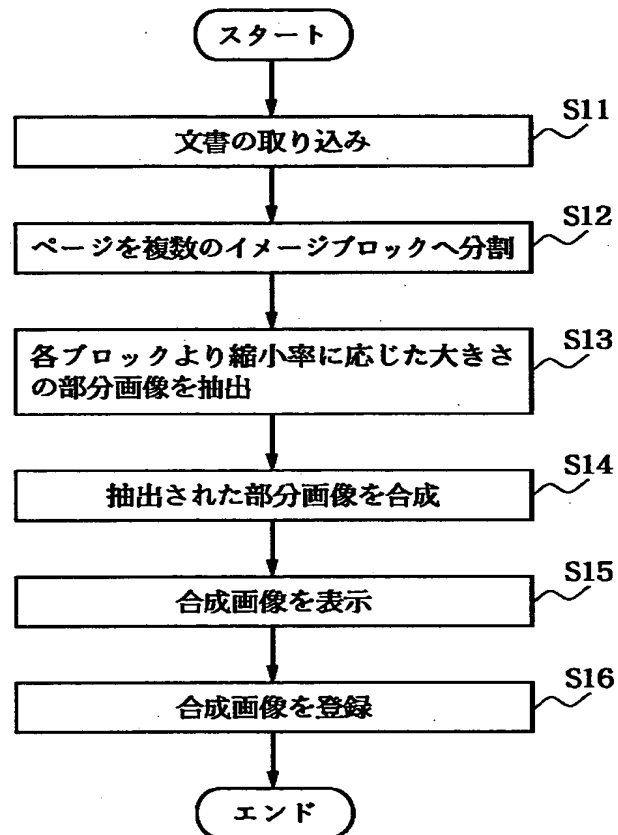 スタート
S11
文書の取り込み
S12
ページを複数のイメージブロックへ分割
S13
各ブロックより縮小率に応じた大きさ
の部分画像を抽出
S14
抽出された部分画像を合成
S15
合成画像を表示
S16
合成画像を登録
エンド